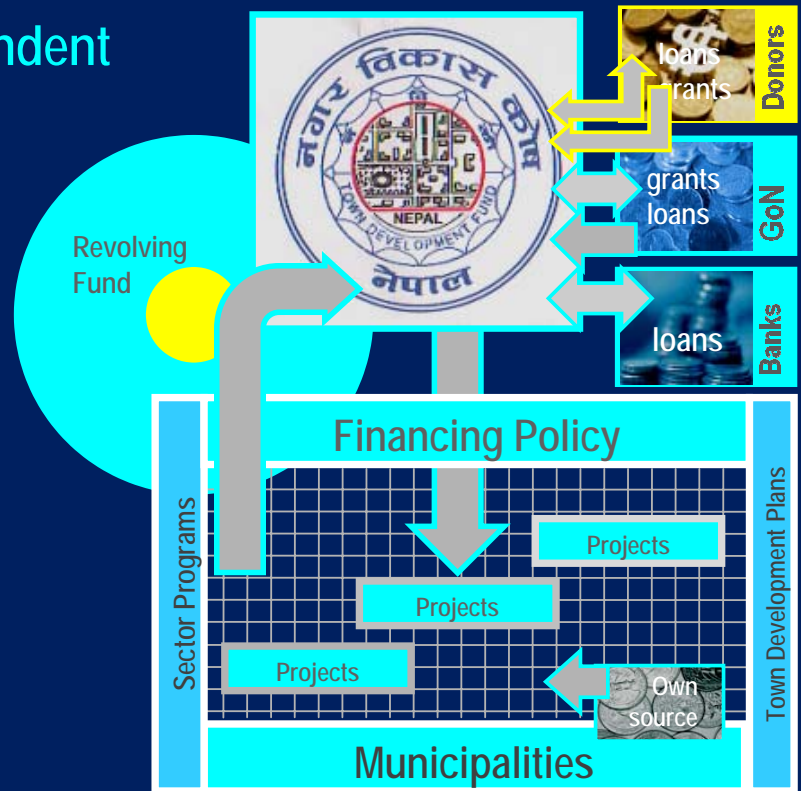 ndent
नगर विकास कोष
NEPAL
TOWN DEVELOPMENT FUND
नेपाल
loans
grants
Donors
grants
loans
GoN
loans
Banks
Revolving
Fund
Financing Policy
Sector Programs
Town Development Plans
Projects
Projects
Projects
Own
source
Municipalities